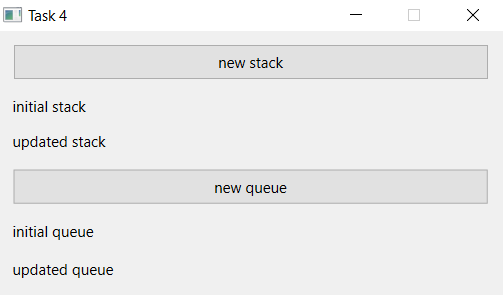 Task 4
new stack
initial stack
updated stack
new queue
initial queue
updated queue